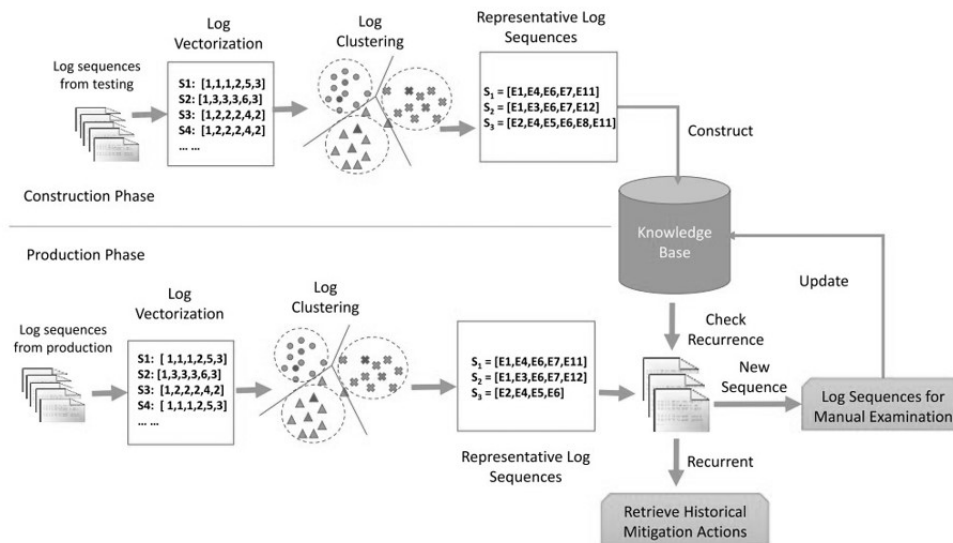 Log
Vectorization
Log
Clustering
Representative Log
Sequences
Log sequences
from testing
S1: [1,1,1,2,5,3]
S2: [1,3,3,3,6,3]
S3: [1,2,2,2,4,2]
S4: [1,2,2,2,4,2]
... ...
S1 = [E1,E4,E6,E7,E11]
S2 = [E1,E3,E6,E7,E12]
S3 = [E2,E4,E5,E6,E8,E11]
Construct
Construction Phase
Knowledge
Base
Production Phase
Update
Log
Vectorization
Log
Clustering
Check
Recurrence
Log sequences
from production
S1: [ 1,1,1,2,5,3]
S2: [1,3,3,3,6,3]
S3: [1,2,2,2,4,2]
S4: [ 1,1,1,2,5,3]
... ...
S1 = [E1,E4,E6,E7,E11]
S2 = [E1,E3,E6,E7,E12]
S3 = [E2,E4,E5,E6]
New
Sequence
Log Sequences for
Manual Examination
Representative Log
Sequences
Recurrent
Retrieve Historical
Mitigation Actions